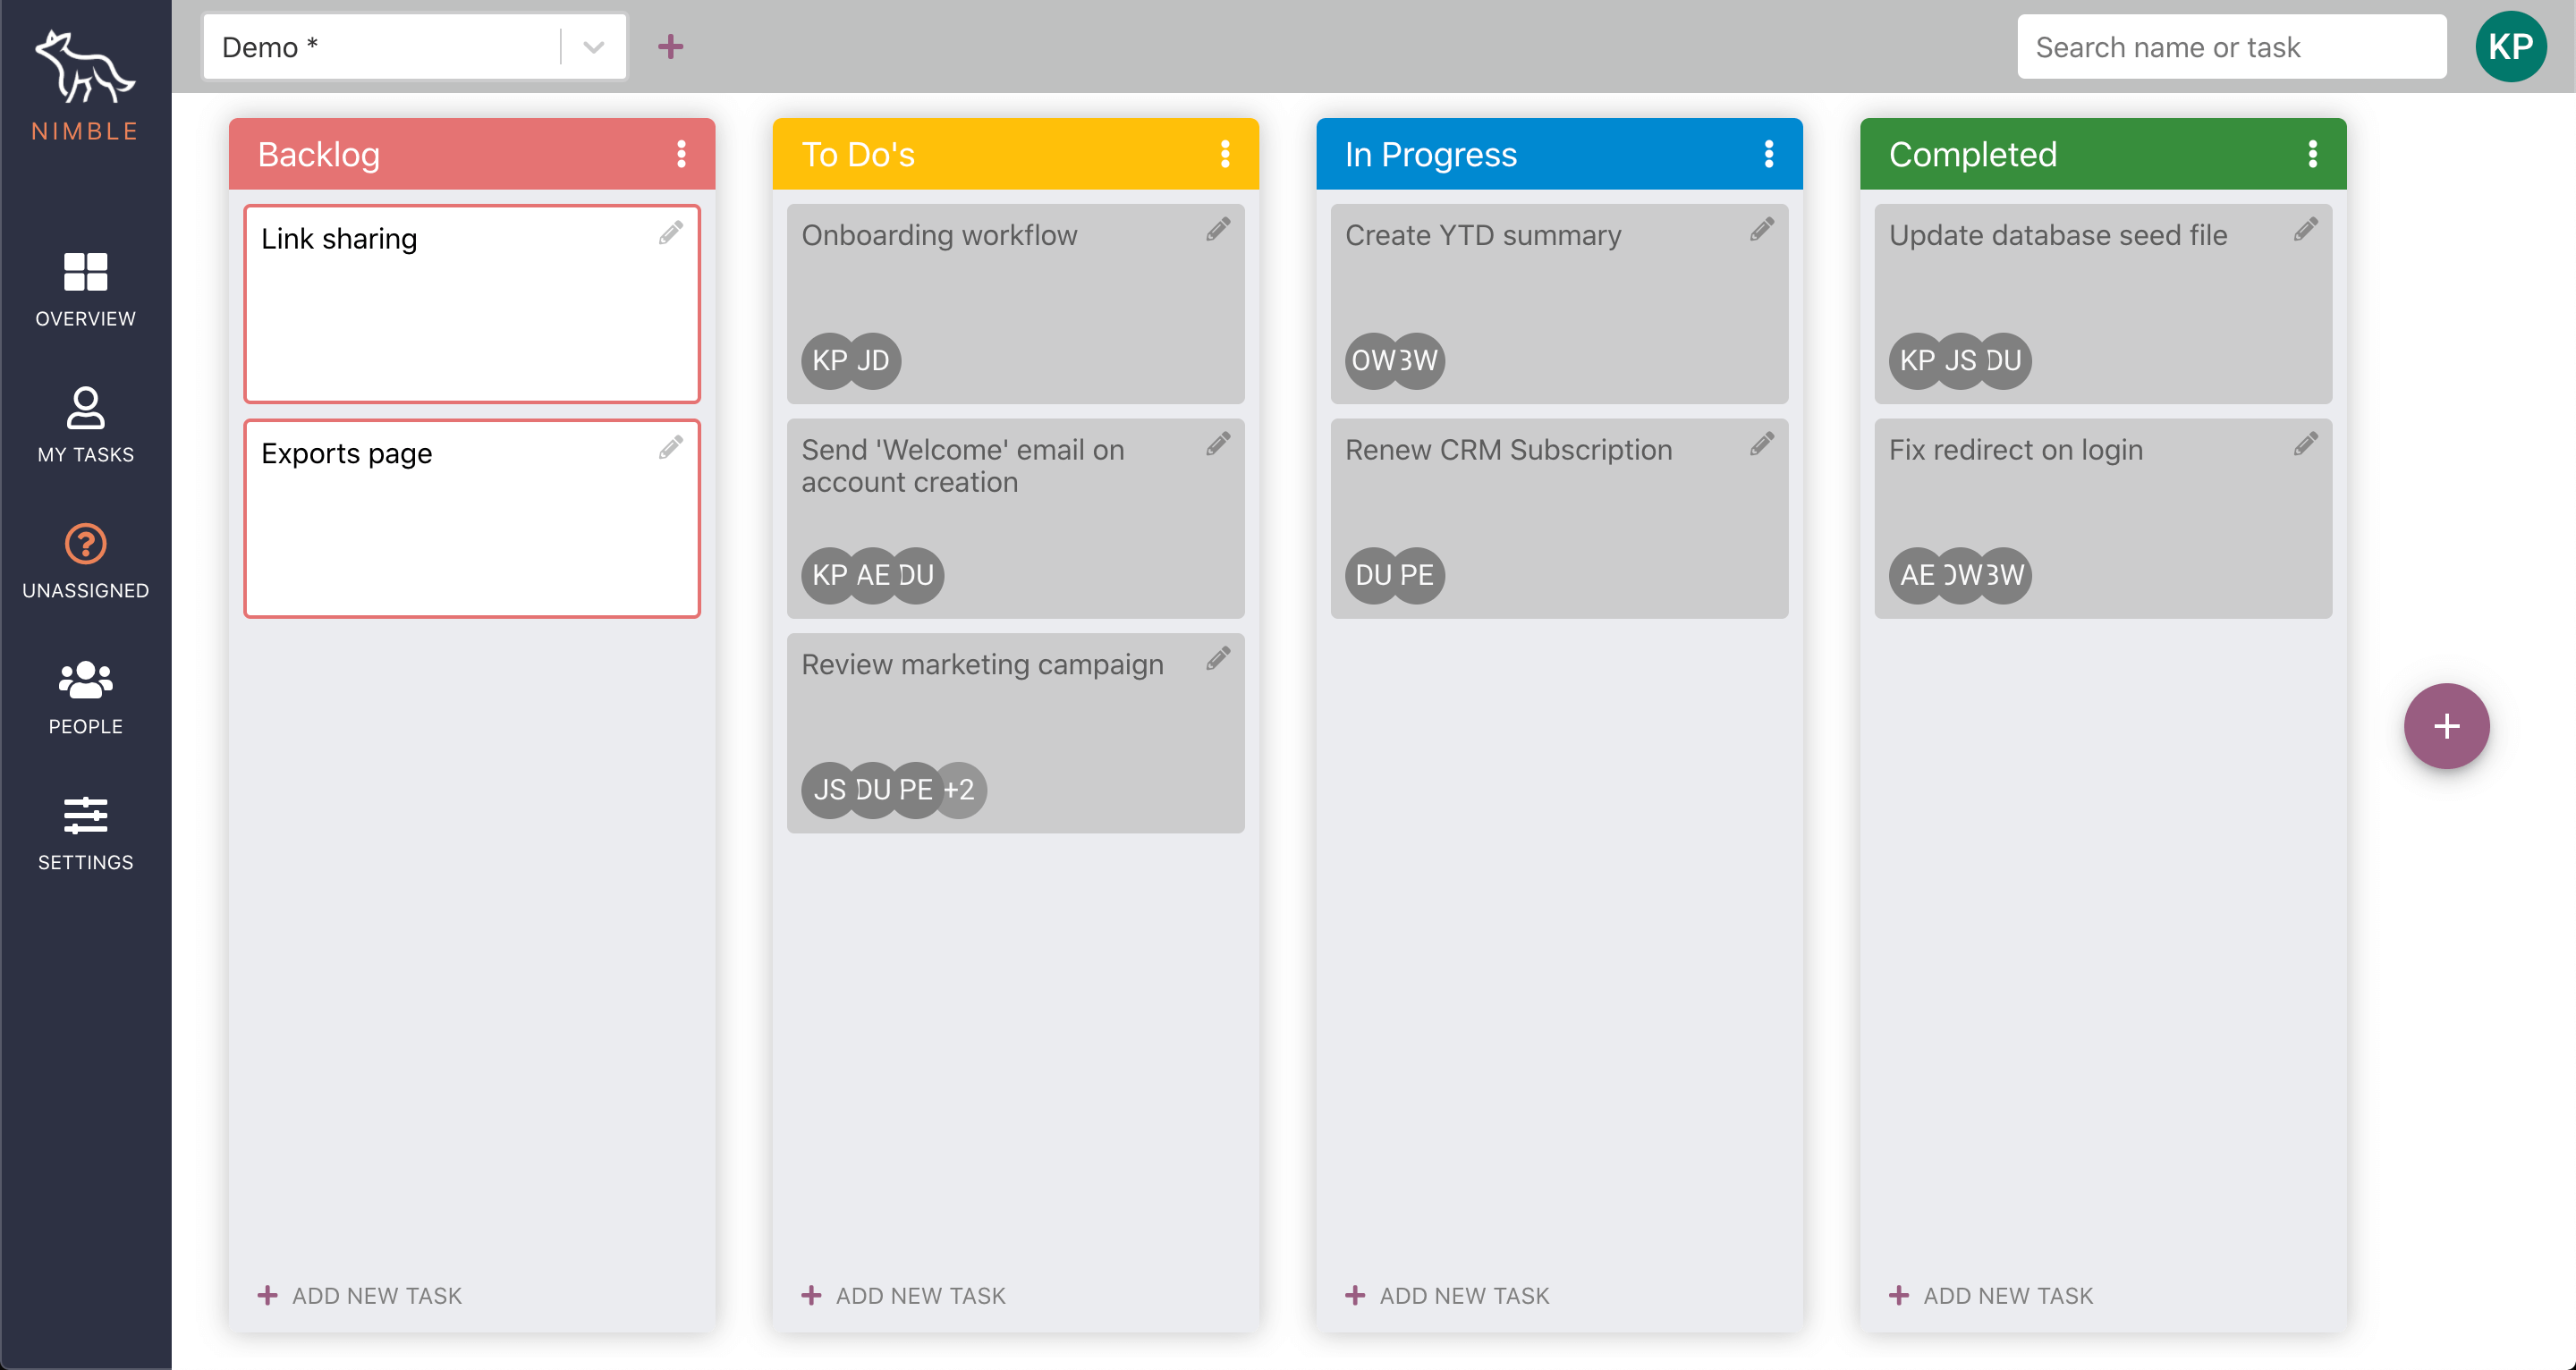 NIMBLE
OVERVIEW
MY TASKS
UNASSIGNED
PEOPLE
SETTINGS
Demo *
Search name or task
KP
Backlog
Link sharing
Exports page
+ ADD NEW TASK
To Do's
Onboarding workflow
KP JD
Send 'Welcome' email on
account creation
KP AE DU
Review marketing campaign
JS DU PE +2
+ ADD NEW TASK
In Progress
Create YTD summary
OW BW
Renew CRM Subscription
DU PE
+ ADD NEW TASK
Completed
Update database seed file
KP JS DU
Fix redirect on login
AE OW BW
+ ADD NEW TASK